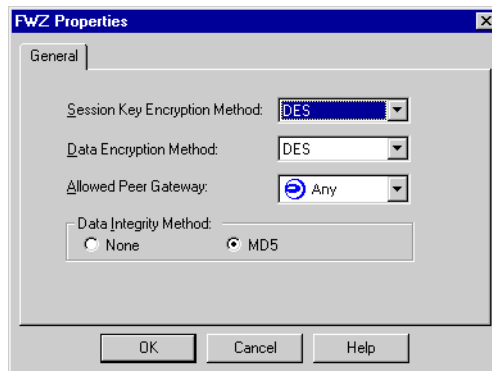 FWZ Properties
General
Session Key Encryption Method: DES
Data Encryption Method: DES
Allowed Peer Gateway: Any
Data Integrity Method:
None MD5
OK Cancel Help